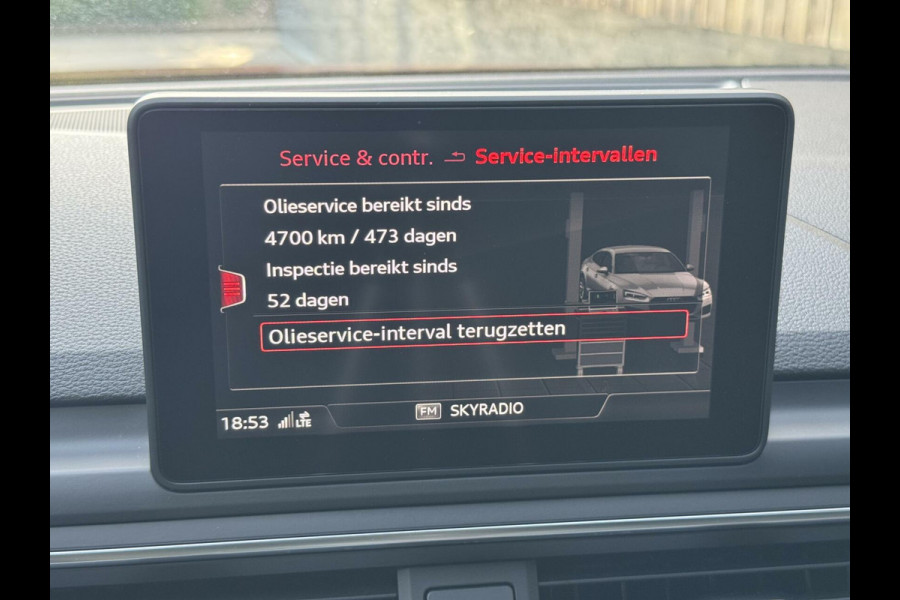 Service & contr. Service-intervallen
Olieservice bereikt sinds
4700 km / 473 dagen
Inspectie bereikt sinds
52 dagen
Olieservice-interval terugzetten
18:53 LTE FM SKYRADIO